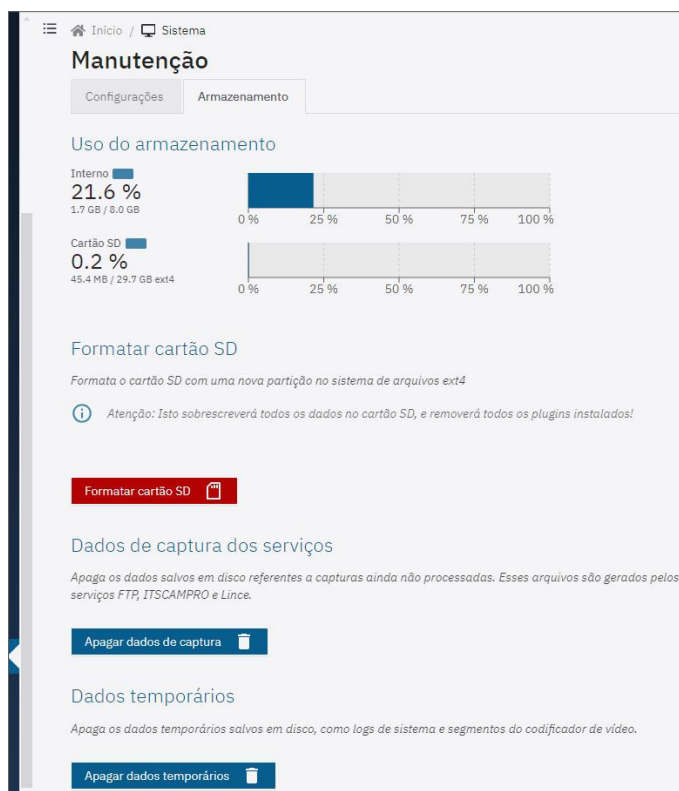 Início / Sistema
Manutenção
Configurações Armazenamento
Uso do armazenamento
Interno
21.6 %
1.7 GB / 8.0 GB
0 % 25 % 50 % 75 % 100 %
Cartão SD
0.2 %
45.4 MB / 29.7 GB ext4
0 % 25 % 50 % 75 % 100 %
Formatar cartão SD
Formata o cartão SD com uma nova partição no sistema de arquivos ext4
Atenção: Isto sobrescreverá todos os dados no cartão SD, e removerá todos os plugins instalados!
Formatar cartão SD
Dados de captura dos serviços
Apaga os dados salvos em disco referentes a capturas ainda não processadas. Esses arquivos são gerados pelos
serviços FTP, ITSCAMPRO e Lince.
Apagar dados de captura
Dados temporários
Apaga os dados temporários salvos em disco, como logs de sistema e segmentos do codificador de vídeo.
Apagar dados temporários